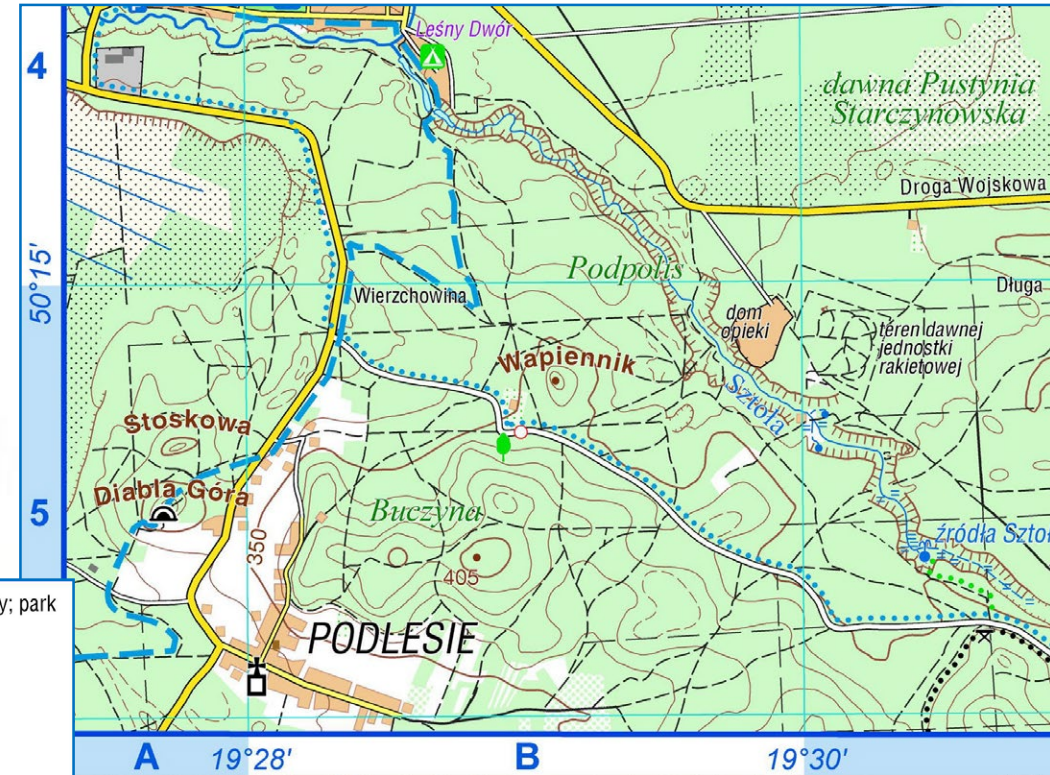 4
Leśny Dwór
dawna Pustynia
Starczynowska
Droga Wojskowa
50°15'
Podpolis
Wierzchowina
Długa
dom
opieki
teren dawnej
jednostki
rakietowej
Wapiennik
Sztoła
Stoskowa
Diabla Góra
5
Buczyna
350
źródła Sztoł
405
y; park
PODLESIE
A
19°28'
B
19°30'